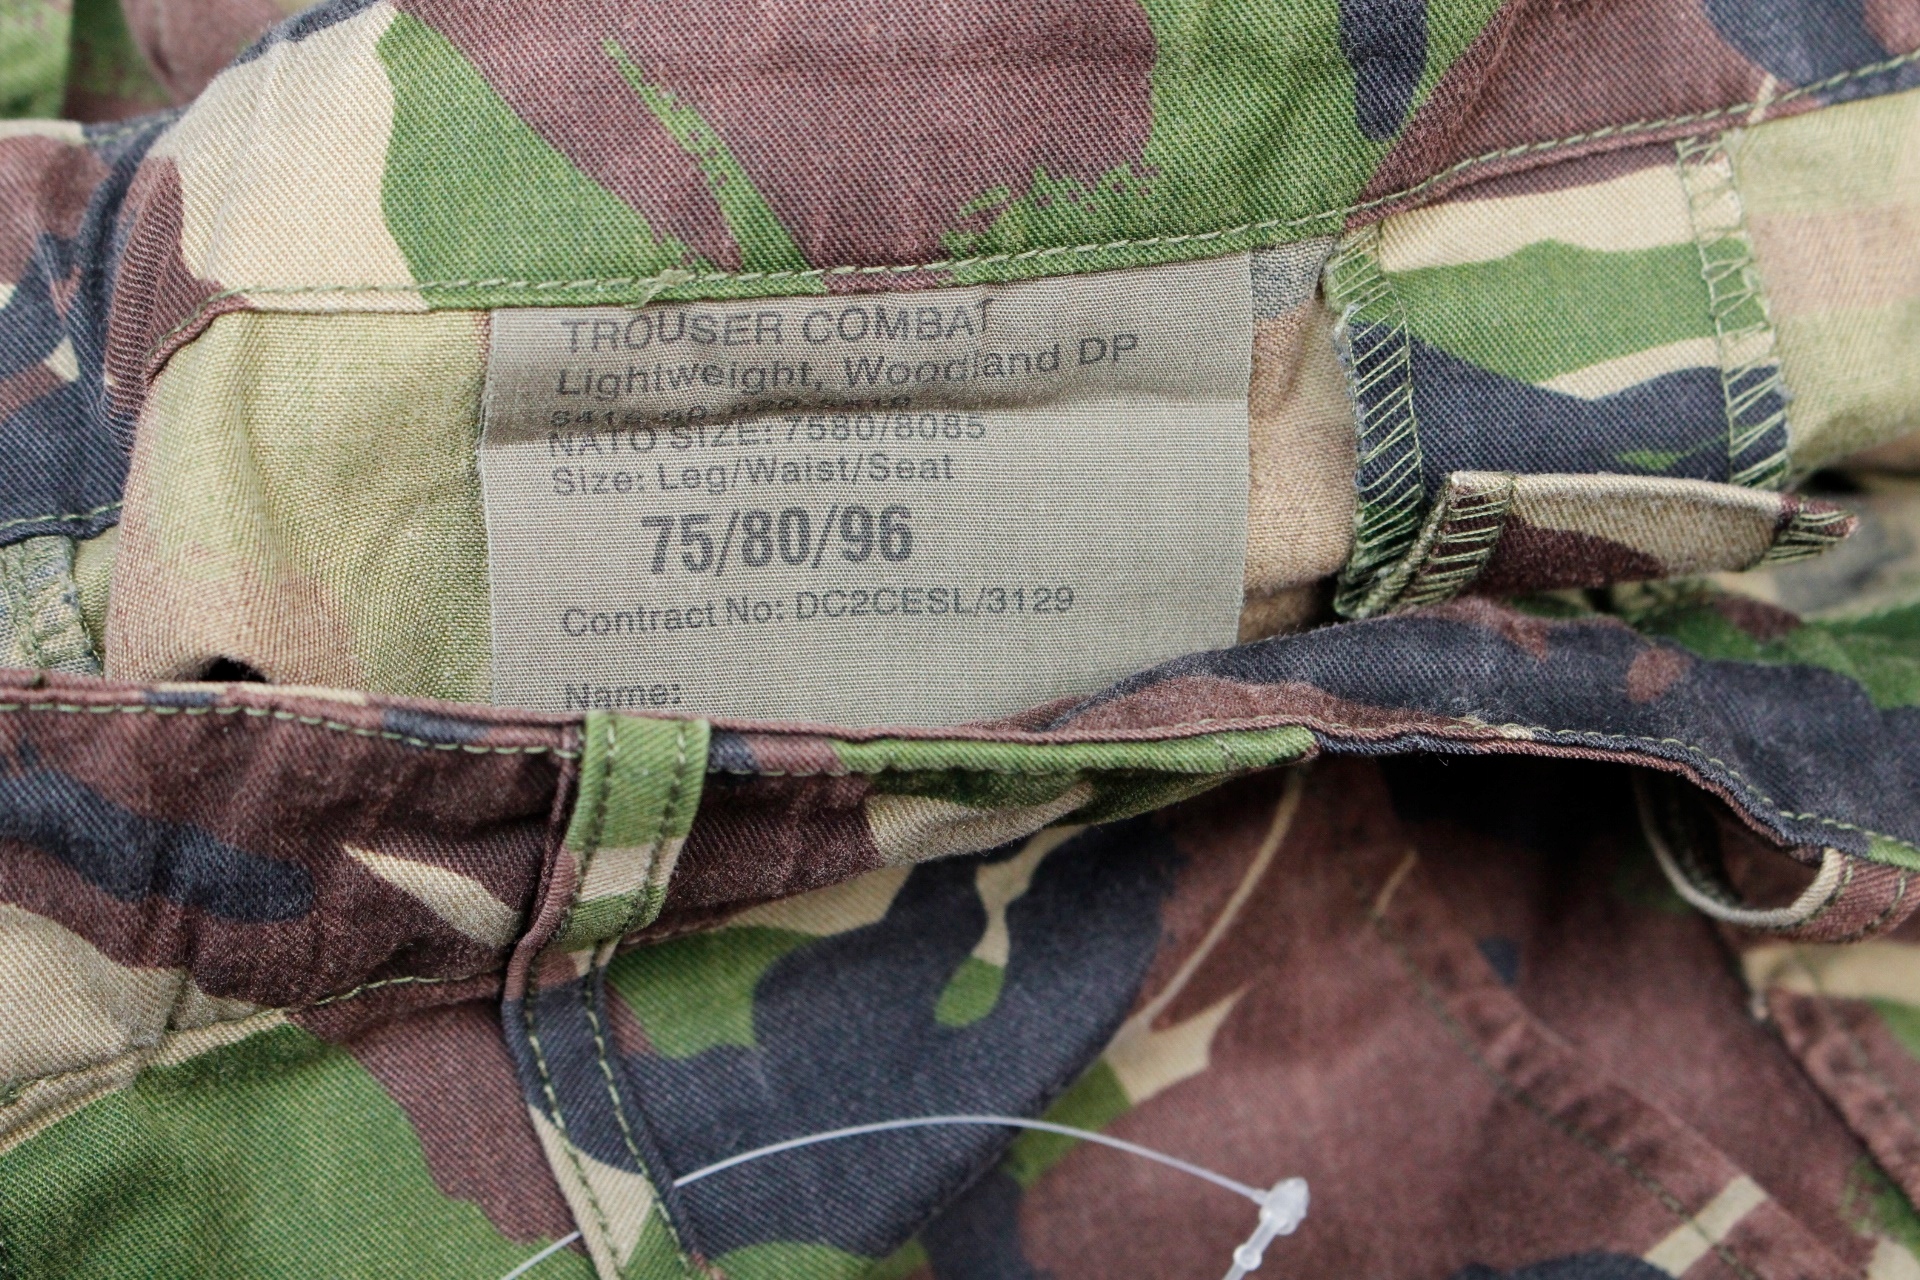 TROUSER COMBAT
Lightweight, Woodland DP
NATO SIZE: 7580/8085
Size: Leg/Waist/Seat
75/80/96
Contract No: DC2CESL/3129
Name: